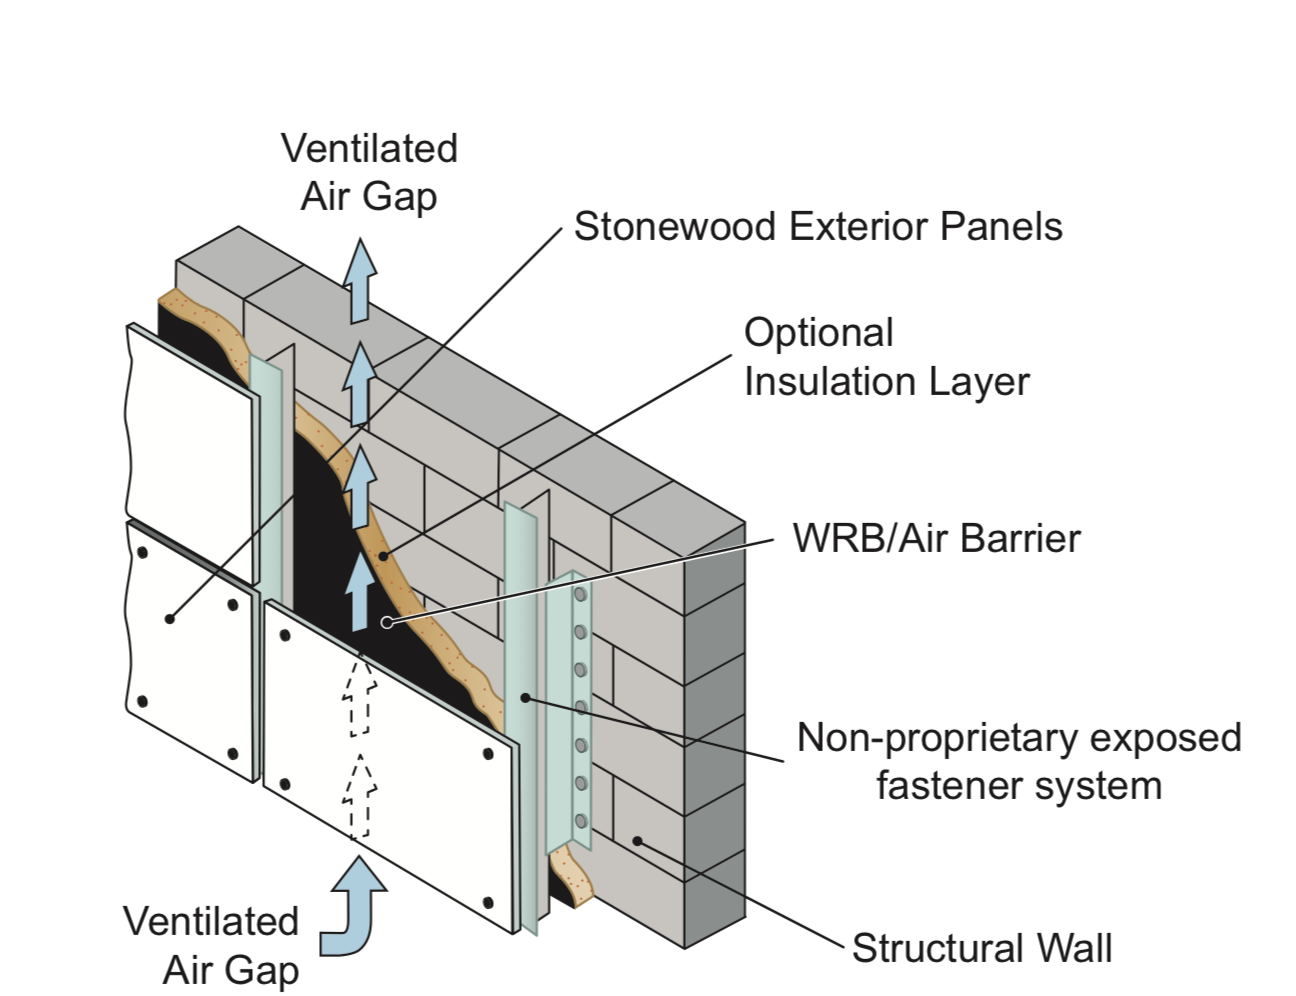 Ventilated
Air Gap
Stonewood Exterior Panels
Optional
Insulation Layer
WRB/Air Barrier
Non-proprietary exposed
fastener system
Ventilated
Air Gap
Structural Wall